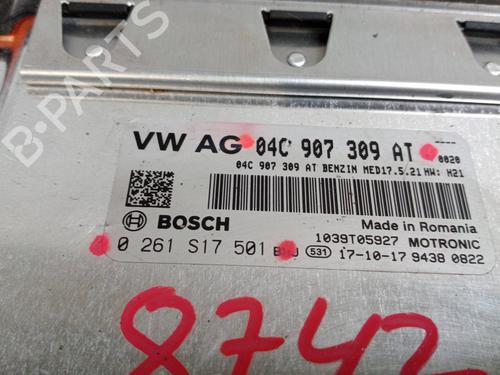 B-PARTS
VW AG 04C 907 309 AT ----
0020
04C 907 309 AT BENZIN MED17.5.21 HW: H21
BOSCH
Made in Romania
1039T05927 MOTRONIC
0 261 S17 501
531 17-10-17 9438 0822
8742